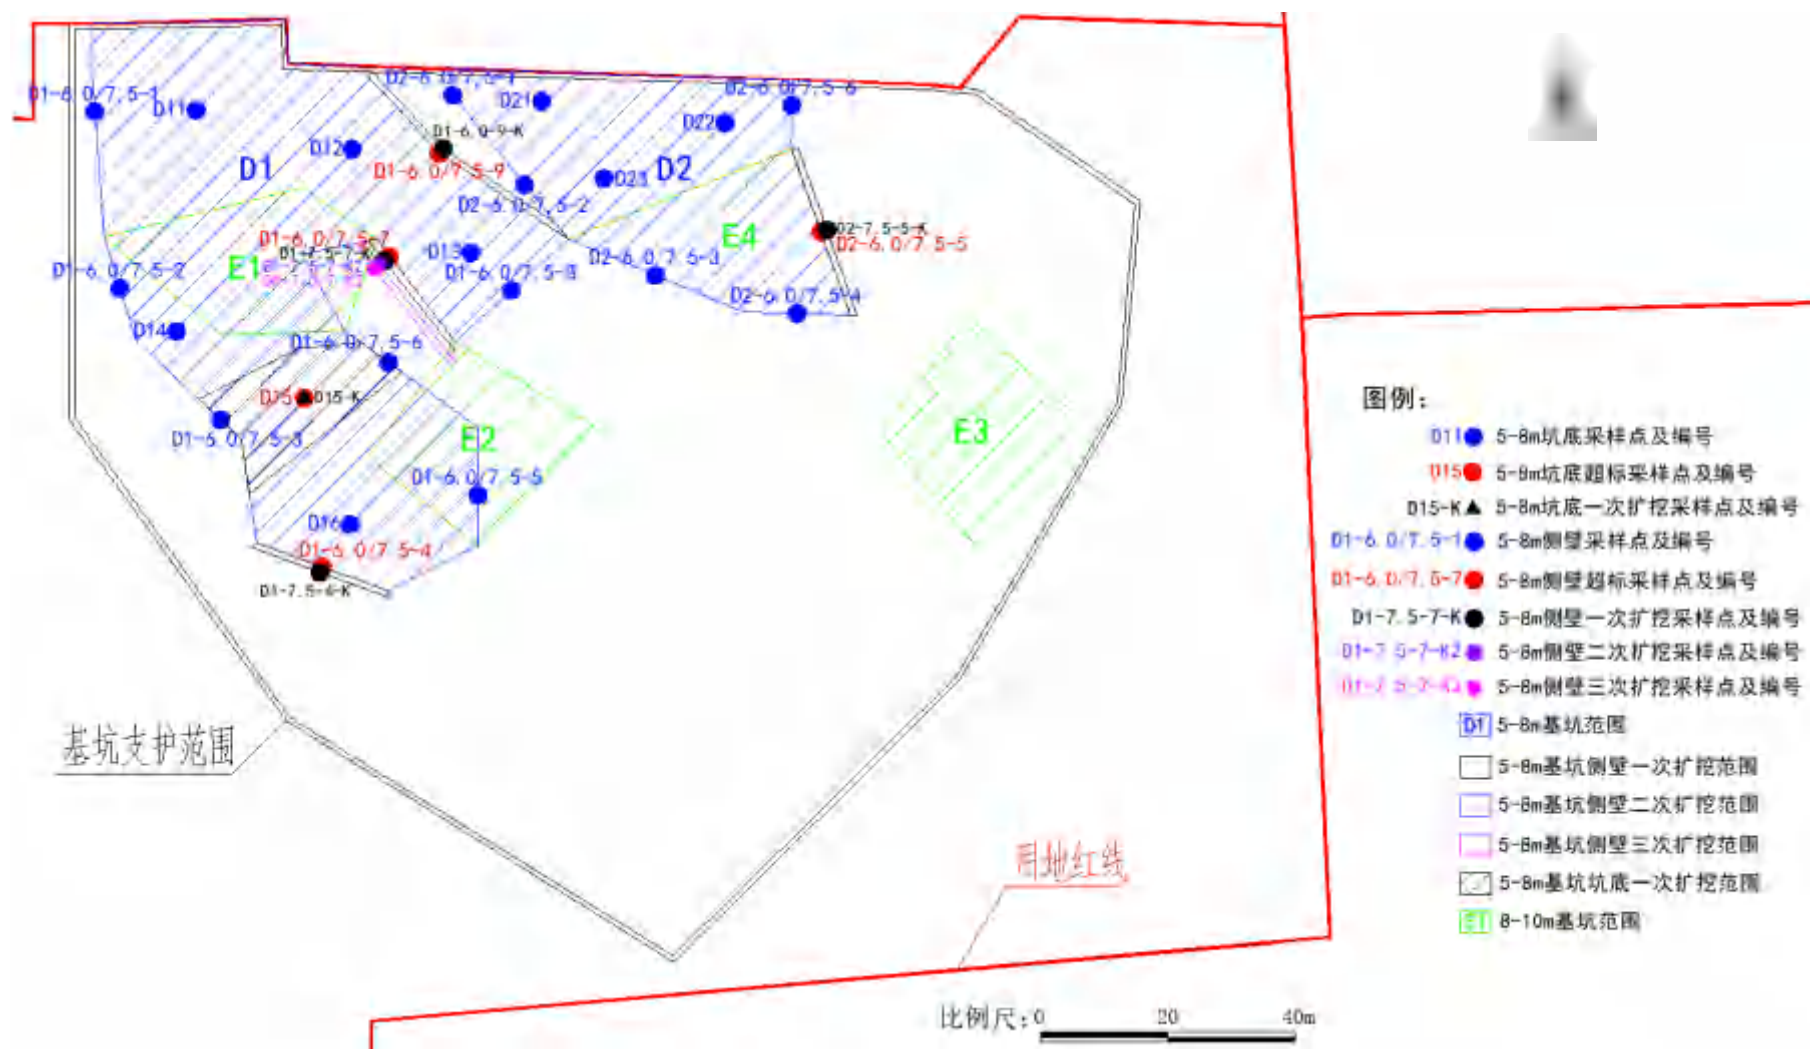 D2-6.0/7.5-1
D2-6.0/7.5-6
D1-6.0/7.5-1
D11
D21
D22
D1-6.0-9-K
D12
D1-6.0/7.5-9
D1
D2
D23
D2-6.0/7.5-2
D2-7.5-5-K
D1-6.0/7.5-7
E4
D2-6.0/7.5-5
D1-7.5-7-K
D13
D2-6.0/7.5-3
D1-6.0/7.5-2
E1
D1-6.0/7.5-8
D2-6.0/7.5-4
D14
D1-6.0/7.5-6
D15
D15-K
D1-6.0/7.5-3
E2
E3
D1-6.0/7.5-5
D16
D1-6.0/7.5-4
D1-7.5-4-K
基坑支护范围
用地红线
比例尺:0 20 40m
图例:
D11 5-8m坑底采样点及编号
D15 5-8m坑底超标采样点及编号
D15-K 5-8m坑底一次扩挖采样点及编号
D1-6.0/7.5-1 5-8m侧壁采样点及编号
D1-6.0/7.5-7 5-8m侧壁超标采样点及编号
D1-7.5-7-K 5-8m侧壁一次扩挖采样点及编号
D1-7.5-7-K2 5-8m侧壁二次扩挖采样点及编号
D1-7.5-7-K3 5-8m侧壁三次扩挖采样点及编号
D1 5-8m基坑范围
5-8m基坑侧壁一次扩挖范围
5-8m基坑侧壁二次扩挖范围
5-8m基坑侧壁三次扩挖范围
5-8m基坑坑底一次扩挖范围
E1 8-10m基坑范围